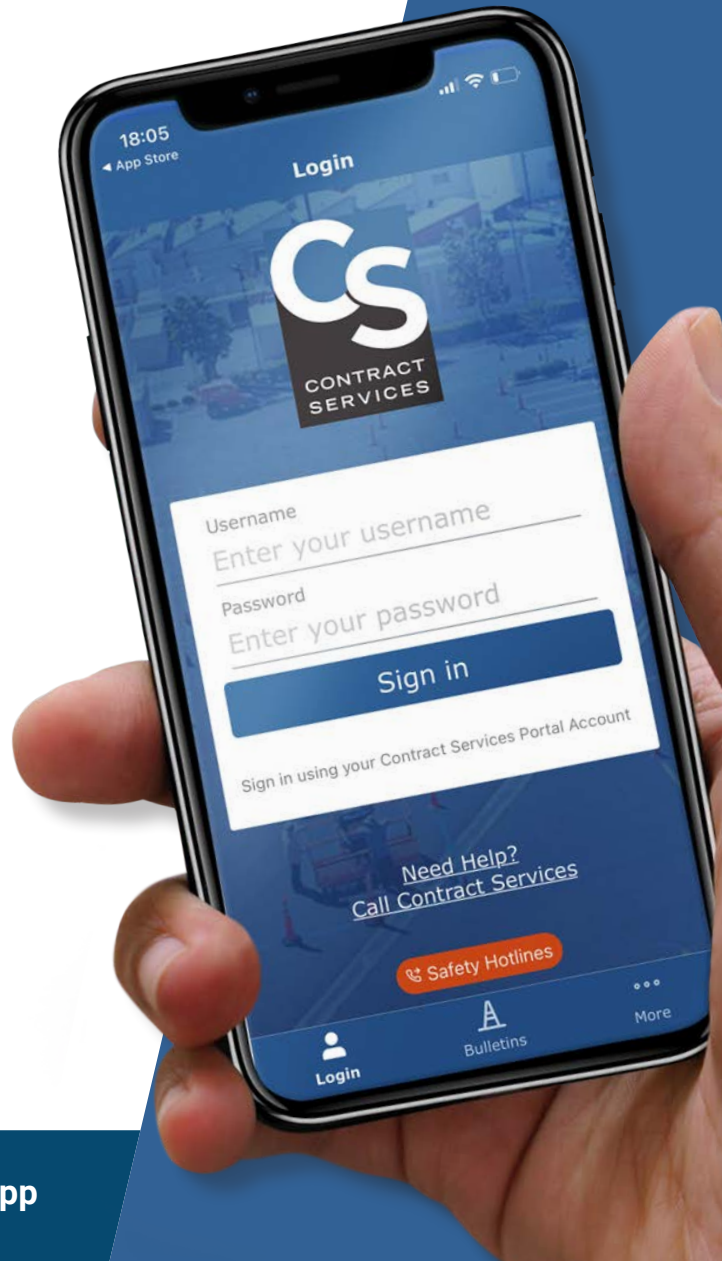 18:05
◀ App Store
Login
CS
CONTRACT
SERVICES
Username
Enter your username
Password
Enter your password
Sign in
Sign in using your Contract Services Portal Account
Need Help?
Call Contract Services
Safety Hotlines
Login
Bulletins
More
pp